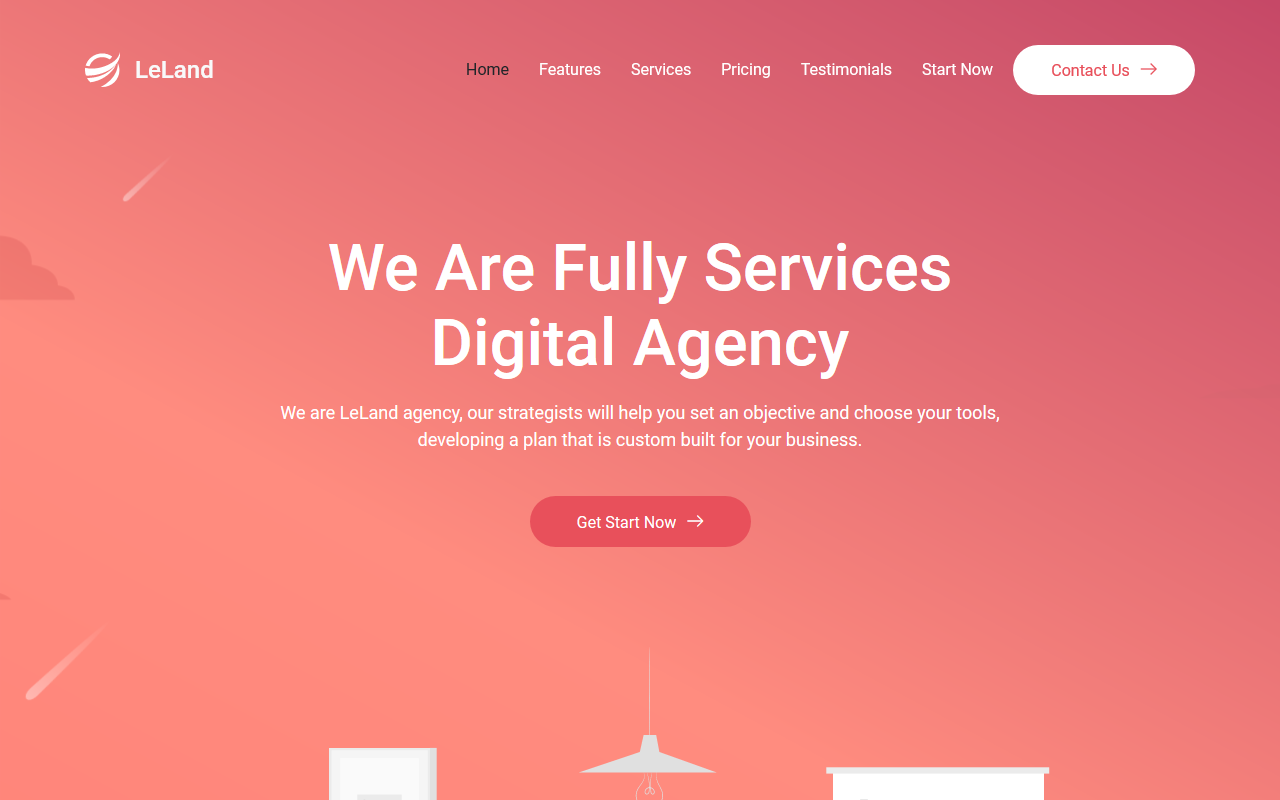 LeLand
Home
Features
Services
Pricing
Testimonials
Start Now
Contact Us
We Are Fully Services
Digital Agency
We are LeLand agency, our strategists will help you set an objective and choose your tools,
developing a plan that is custom built for your business.
Get Start Now